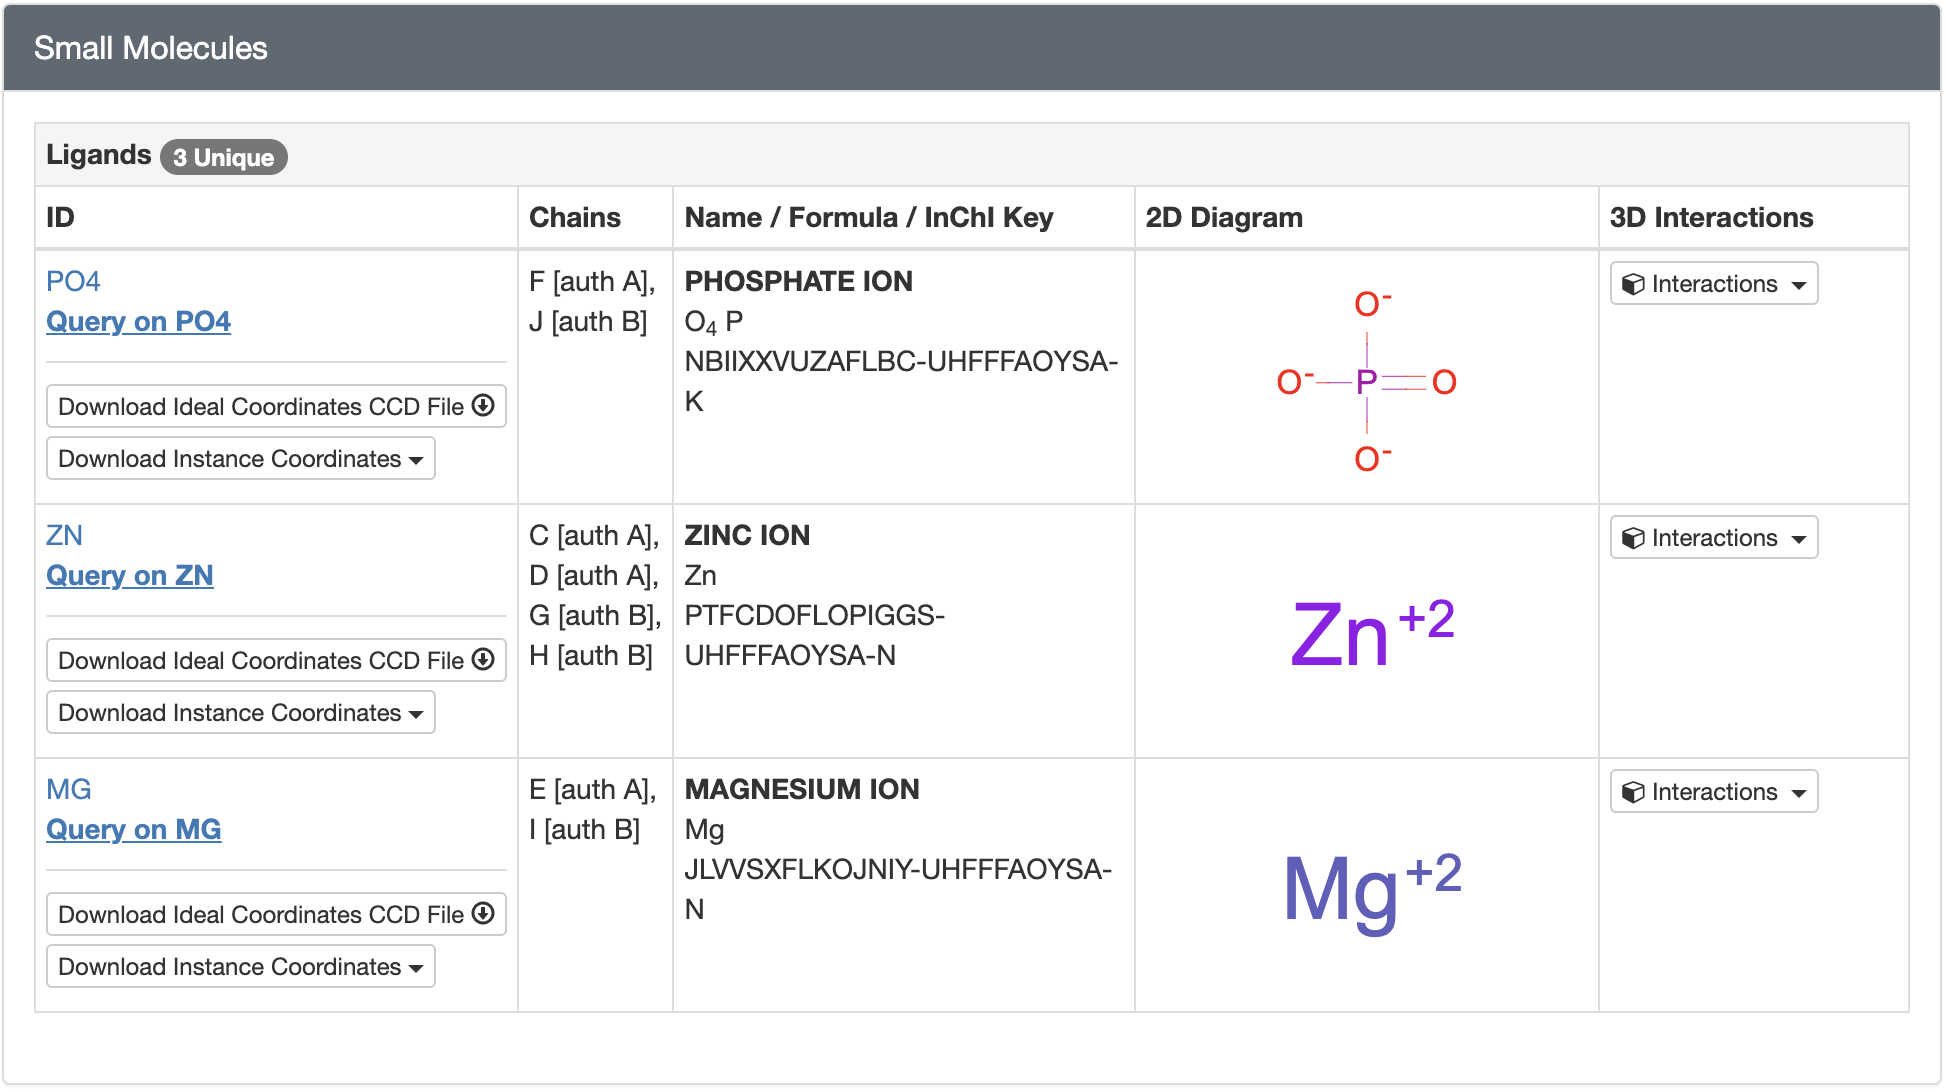 Small Molecules
Ligands 3 Unique
ID Chains Name / Formula / InChI Key 2D Diagram 3D Interactions
PO4
Query on PO4
Download Ideal Coordinates CCD File
Download Instance Coordinates
F [auth A],
J [auth B]
PHOSPHATE ION
O4 P
NBIIXXVUZAFLBC-UHFFFAOYSA-
K
O-
O- P O
O-
Interactions
ZN
Query on ZN
Download Ideal Coordinates CCD File
Download Instance Coordinates
C [auth A],
D [auth A],
G [auth B],
H [auth B]
ZINC ION
Zn
PTFCDOFLOPIGGS-
UHFFFAOYSA-N
Zn+2
Interactions
MG
Query on MG
Download Ideal Coordinates CCD File
Download Instance Coordinates
E [auth A],
I [auth B]
MAGNESIUM ION
Mg
JLVVSXFLKOJNIY-UHFFFAOYSA-
N
Mg+2
Interactions